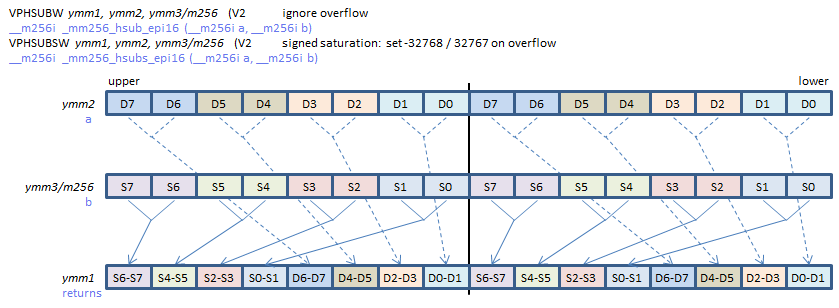 VPHSUBW ymm1, ymm2, ymm3/m256 (V2 ignore overflow
__m256i _mm256_hsub_epi16 (__m256i a, __m256i b)
VPHSUBSW ymm1, ymm2, ymm3/m256 (V2 signed saturation: set-32768 / 32767 on overflow
__m256i _mm256_hsubs_epi16 (__m256i a, __m256i b)
upper lower
ymm2 D7 D6 D5 D4 D3 D2 D1 D0 D7 D6 D5 D4 D3 D2 D1 D0
a
ymm3/m256 S7 S6 S5 S4 S3 S2 S1 S0 S7 S6 S5 S4 S3 S2 S1 S0
b
ymm1 S6-S7 S4-S5 S2-S3 S0-S1 D6-D7 D4-D5 D2-D3 D0-D1 S6-S7 S4-S5 S2-S3 S0-S1 D6-D7 D4-D5 D2-D3 D0-D1
returns